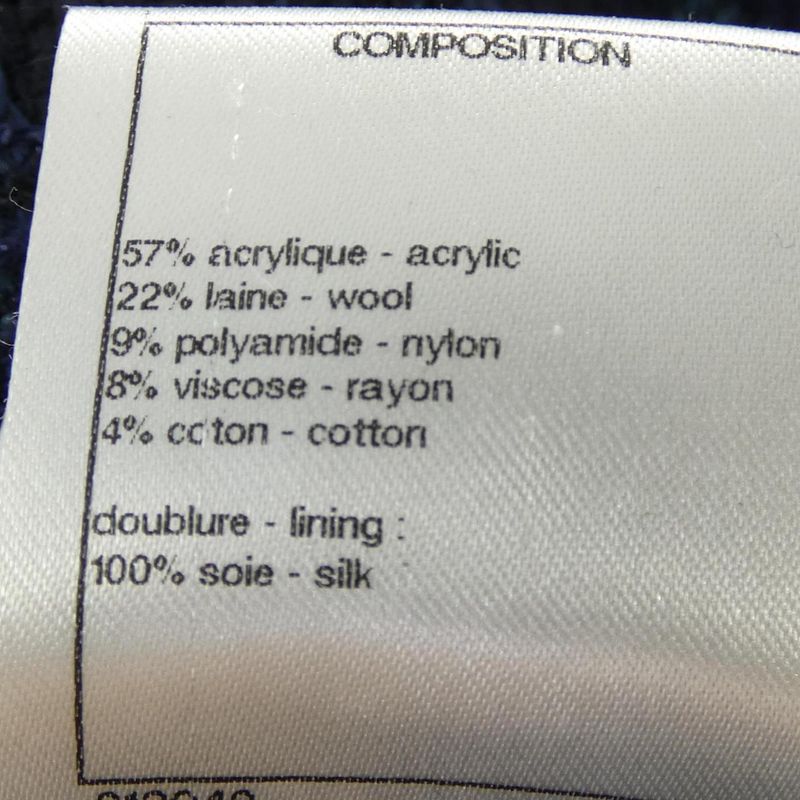 COMPOSITION
57% acrylique - acrylic
22% laine - wool
9% polyamide - nylon
8% viscose - rayon
4% coton - cotton
doublure - lining :
100% soie - silk